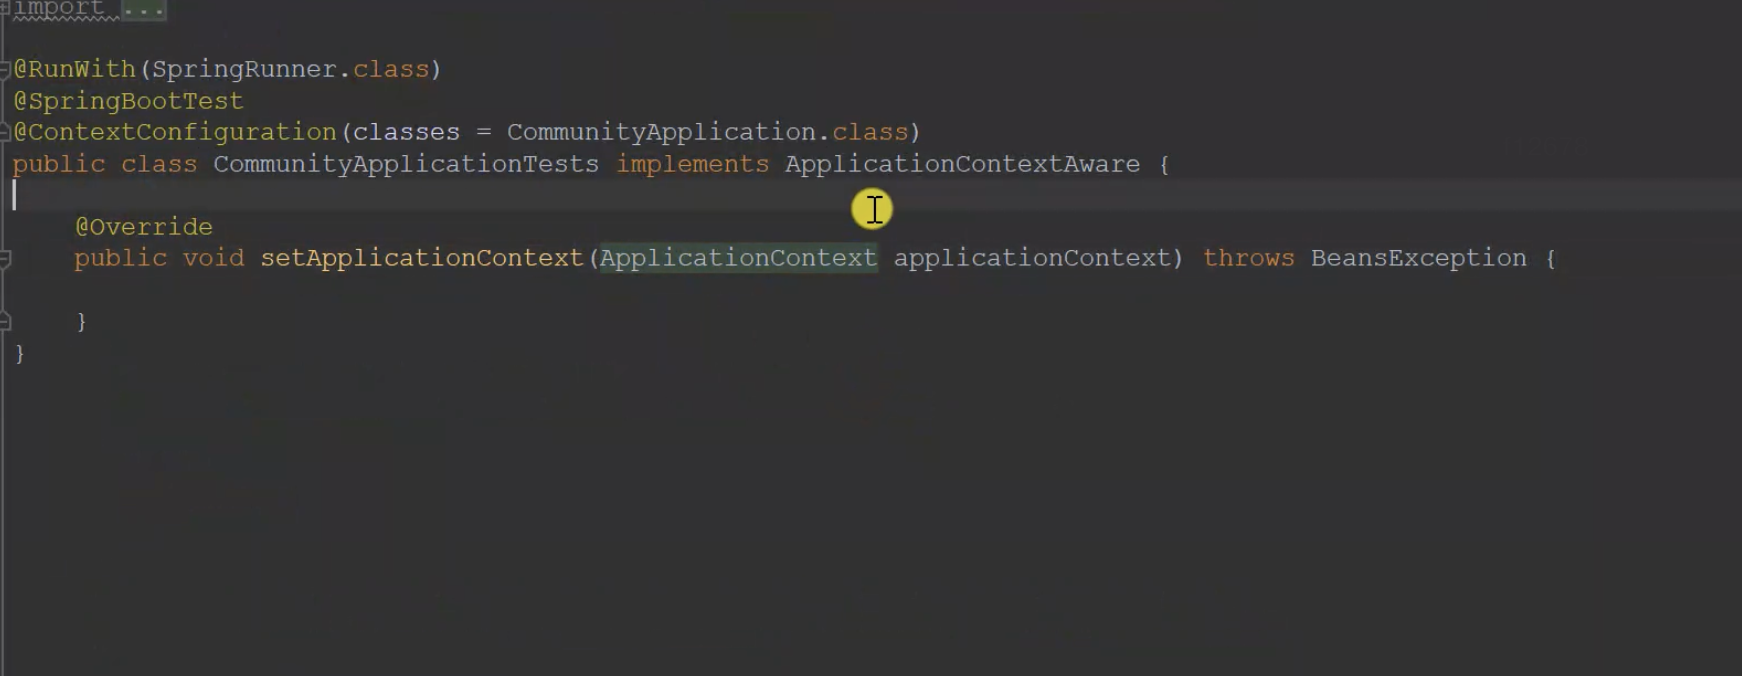 import ...
@RunWith(SpringRunner.class)
@SpringBootTest
@ContextConfiguration(classes = CommunityApplication.class)
public class CommunityApplicationTests implements ApplicationContextAware {
@Override
public void setApplicationContext(ApplicationContext applicationContext) throws BeansException {
}
}